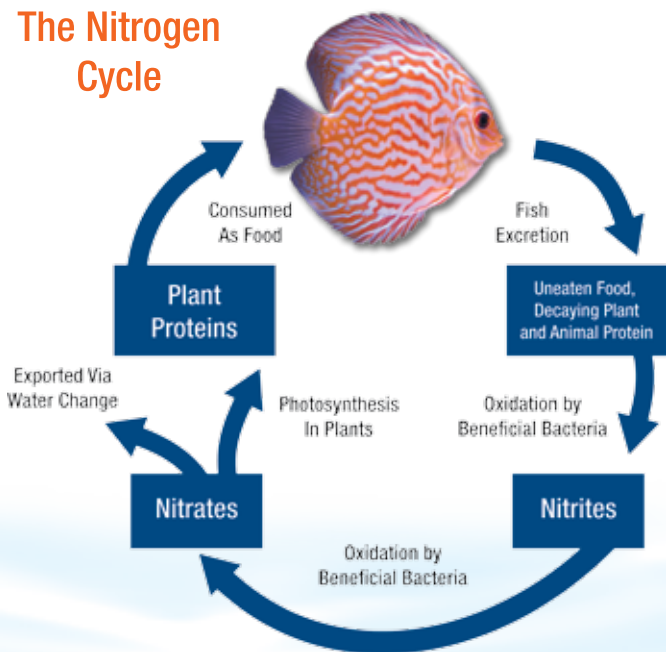 The Nitrogen
Cycle
Consumed
As Food
Fish
Excretion
Plant
Proteins
Uneaten Food,
Decaying Plant
and Animal Protein
Exported Via
Water Change
Photosynthesis
In Plants
Oxidation by
Beneficial Bacteria
Nitrates
Nitrites
Oxidation by
Beneficial Bacteria